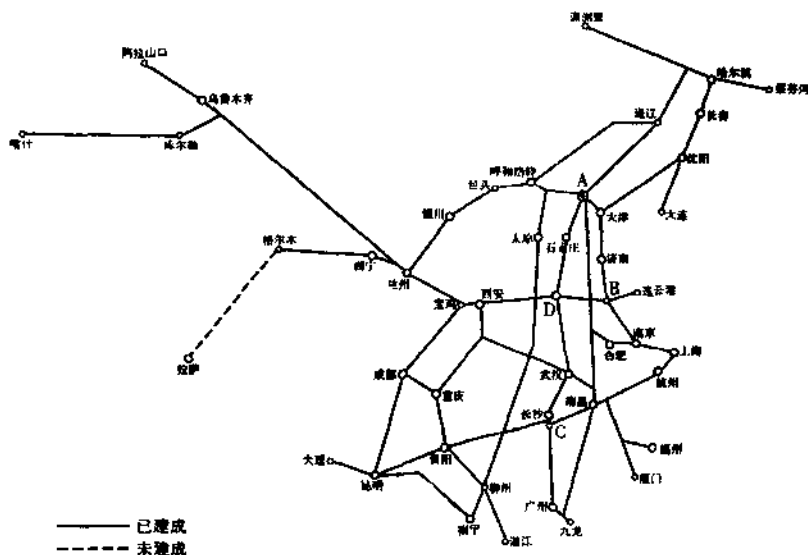 满洲里
阿拉山口
哈尔滨
绥芬河
乌鲁木齐
长春
通辽
喀什
库尔勒
沈阳
呼和浩特
A
包头
大连
银川
天津
太原
石家庄
格尔木
西宁
济南
兰州
B
连云港
宝鸡
西安
D
南京
合肥
上海
拉萨
成都
武汉
杭州
重庆
长沙
南昌
C
贵阳
福州
大理
昆明
厦门
柳州
广州
南宁
九龙
湛江
已建成
未建成